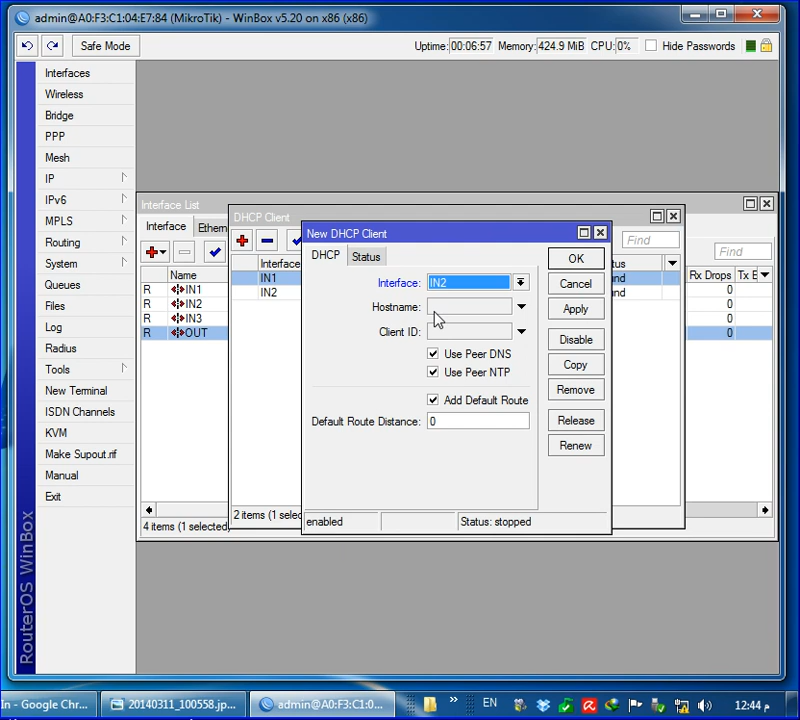 admin@A0:F3:C1:04:E7:84 (MikroTik) - WinBox v5.20 on x86 (x86)
Safe Mode
Uptime: 00:06:57 Memory: 424.9 MiB CPU: 0% Hide Passwords
Interfaces
Wireless
Bridge
PPP
Mesh
IP
IPv6
MPLS
Routing
System
Queues
Files
Log
Radius
Tools
New Terminal
ISDN Channels
KVM
Make Supout.rif
Manual
Exit
RouterOS WinBox
Interface List
Interface Ethern
Find
Name
Rx Drops Tx E
R IN1 0
R IN2 0
R IN3 0
R OUT 0
4 items (1 selected)
DHCP Client
Find
Interface
IN1
IN2
2 items (1 selec
New DHCP Client
DHCP Status
Interface: IN2
Hostname:
Client ID:
Use Peer DNS
Use Peer NTP
Add Default Route
Default Route Distance: 0
OK
Cancel
Apply
Disable
Copy
Remove
Release
Renew
enabled
Status: stopped
In - Google Chr...
20140311_100558.jp...
admin@A0:F3:C1:0...
EN
12:44 م